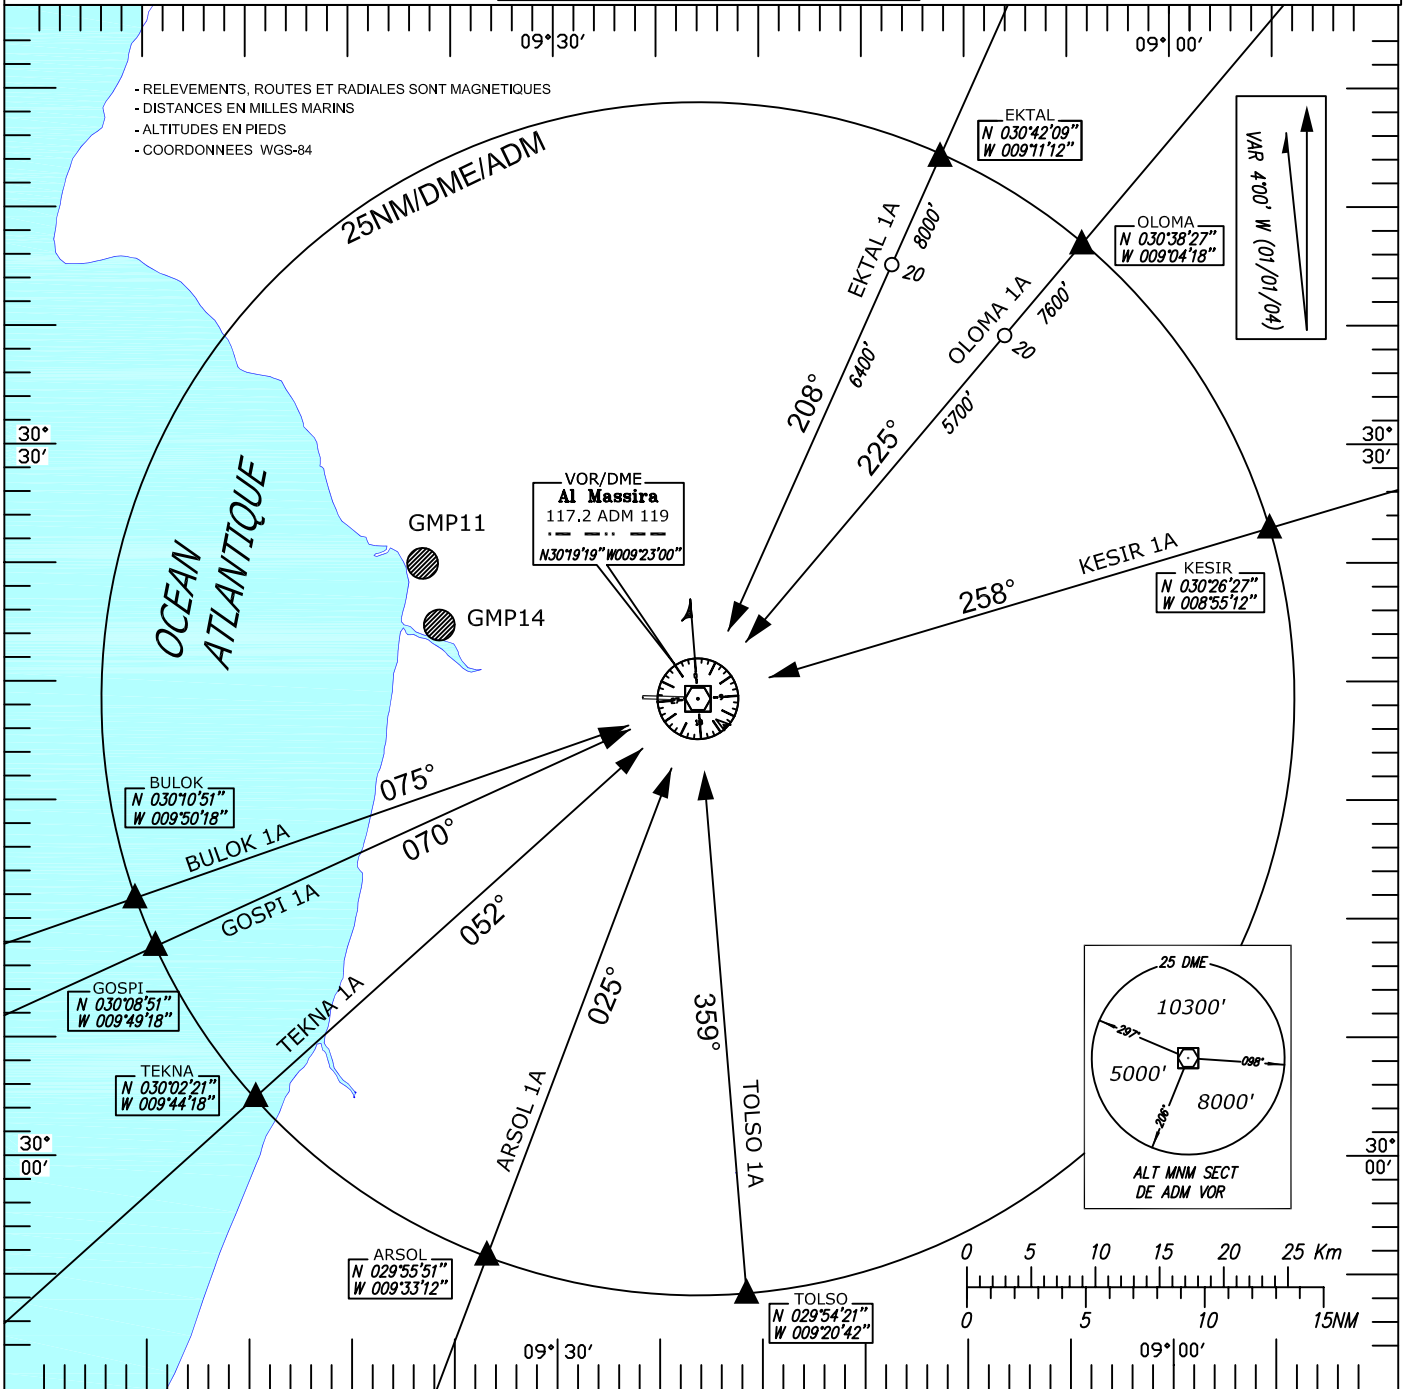 09° 30'
09° 00'
- RELEVEMENTS, ROUTES ET RADIALES SONT MAGNETIQUES
- DISTANCES EN MILLES MARINS
- ALTITUDES EN PIEDS
- COORDONNEES WGS-84
25NM/DME/ADM
EKTAL
N 030°42'09"
W 009°11'12"
VAR 4°00' W (01/01/04)
OLOMA
N 030°38'27"
W 009°04'18"
EKTAL 1A
8000'
20
6400'
208°
OLOMA 1A
7600'
20
5700'
225°
30°
30'
30°
30'
OCEAN
ATLANTIQUE
VOR/DME
Al Massira
117.2 ADM 119
N30°19'19" W009°23'00"
GMP11
GMP14
KESIR 1A
258°
KESIR
N 030°26'27"
W 008°55'12"
BULOK
N 030°10'51"
W 009°50'18"
075°
BULOK 1A
070°
GOSPI 1A
052°
GOSPI
N 030°08'51"
W 009°49'18"
TEKNA 1A
025°
359°
TEKNA
N 030°02'21"
W 009°44'18"
ARSOL 1A
TOLSO 1A
25 DME
10300'
297°
098°
5000'
8000'
206°
ALT MNM SECT
DE ADM VOR
30°
00'
30°
00'
ARSOL
N 029°55'51"
W 009°33'12"
TOLSO
N 029°54'21"
W 009°20'42"
0 5 10 15 20 25 Km
0 5 10 15NM
09° 30'
09° 00'